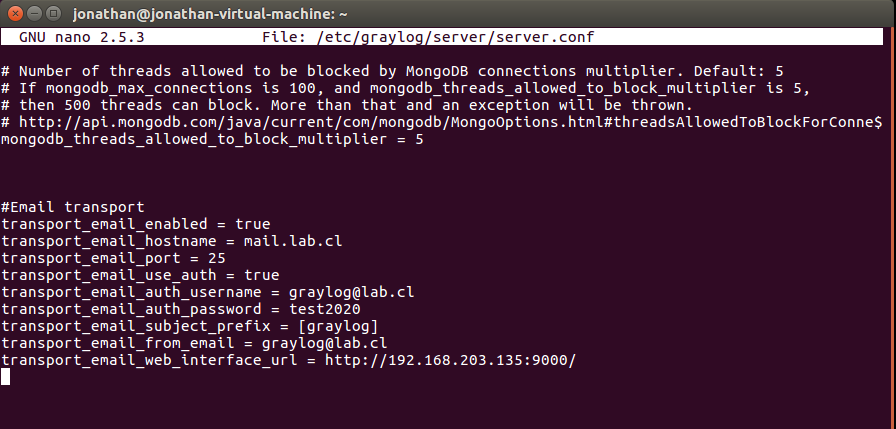 jonathan@jonathan-virtual-machine: ~
GNU nano 2.5.3 File: /etc/graylog/server/server.conf
# Number of threads allowed to be blocked by MongoDB connections multiplier. Default: 5
# If mongodb_max_connections is 100, and mongodb_threads_allowed_to_block_multiplier is 5,
# then 500 threads can block. More than that and an exception will be thrown.
# http://api.mongodb.com/java/current/com/mongodb/MongoOptions.html#threadsAllowedToBlockForConne$
mongodb_threads_allowed_to_block_multiplier = 5
#Email transport
transport_email_enabled = true
transport_email_hostname = mail.lab.cl
transport_email_port = 25
transport_email_use_auth = true
transport_email_auth_username = graylog@lab.cl
transport_email_auth_password = test2020
transport_email_subject_prefix = [graylog]
transport_email_from_email = graylog@lab.cl
transport_email_web_interface_url = http://192.168.203.135:9000/